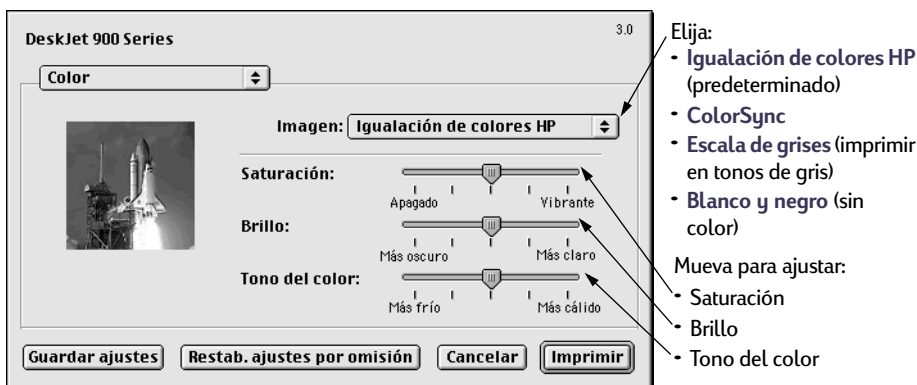 DeskJet 900 Series
3.0
Color
Imagen: Igualación de colores HP
Saturación:
Apagado Vibrante
Brillo:
Más oscuro Más claro
Tono del color:
Más frío Más cálido
Guardar ajustes Restab. ajustes por omisión Cancelar Imprimir
Elija:
• Igualación de colores HP
(predeterminado)
• ColorSync
• Escala de grises (imprimir
en tonos de gris)
• Blanco y negro (sin
color)
Mueva para ajustar:
• Saturación
• Brillo
• Tono del color